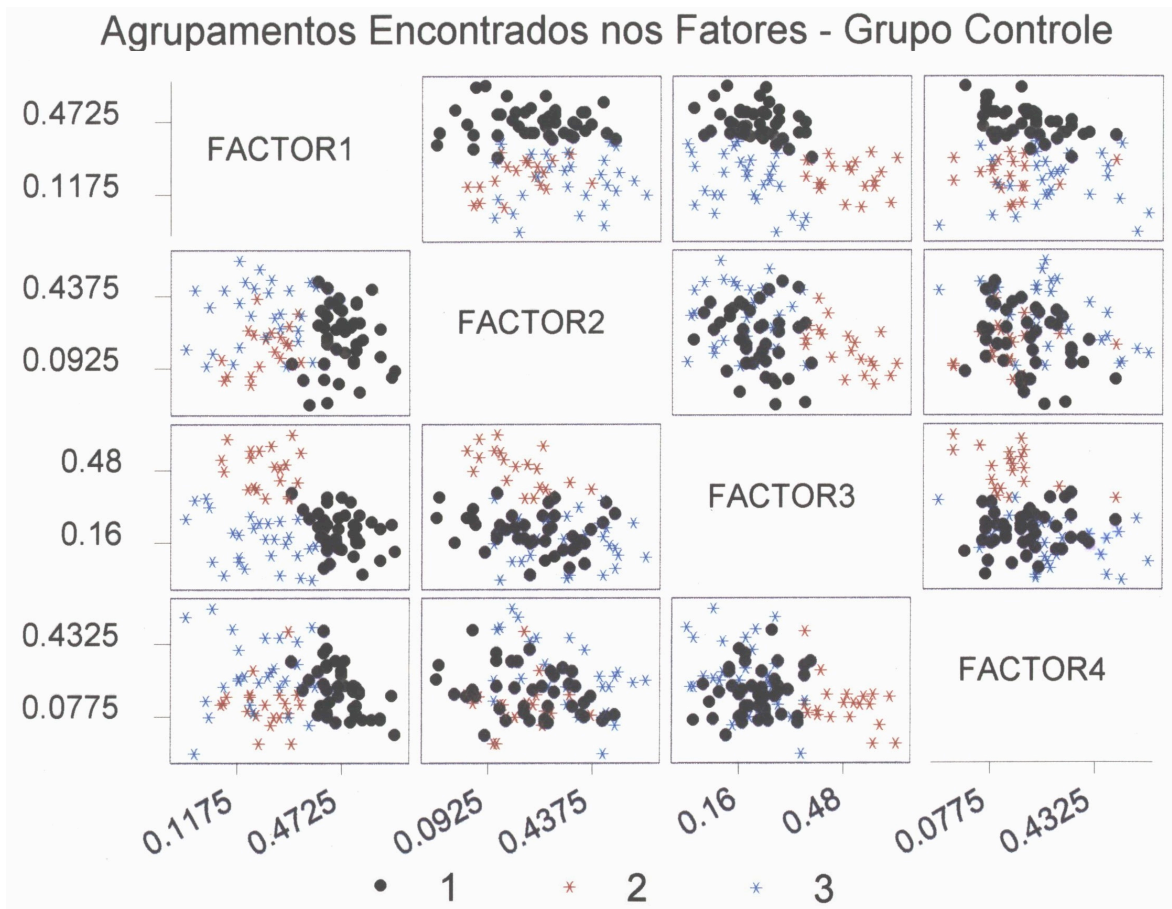 Agrupamentos Encontrados nos Fatores - Grupo Controle
0.4725
FACTOR1
0.1175
0.4375
FACTOR2
0.0925
0.48
FACTOR3
0.16
0.4325
FACTOR4
0.0775
0.1175 0.4725 0.0925 0.4375 0.16 0.48 0.0775 0.4325
1 2 3